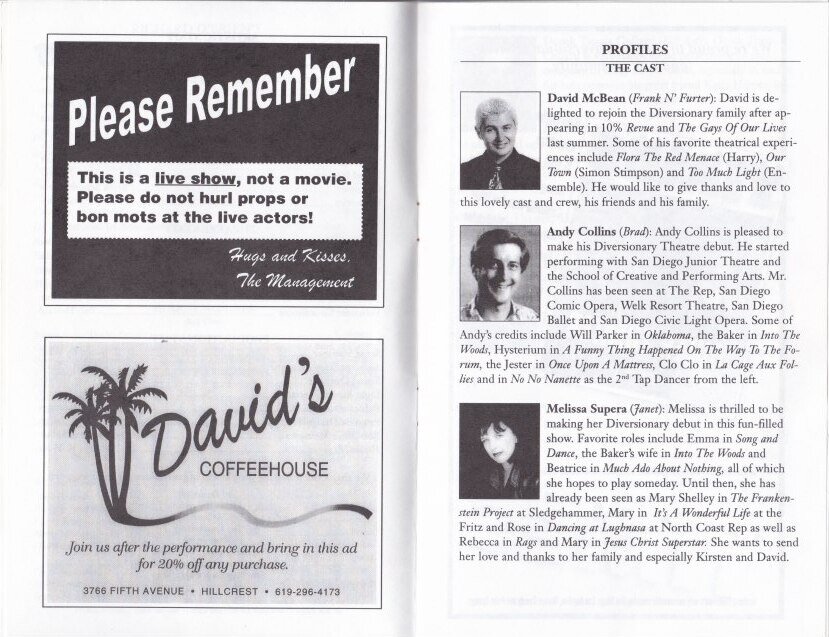 Please Remember
This is a live show, not a movie.
Please do not hurl props or
bon mots at the live actors!
Hugs and Kisses,
The Management
David's
COFFEEHOUSE
Join us after the performance and bring in this ad
for 20% off any purchase.
3766 FIFTH AVENUE • HILLCREST • 619-296-4173
PROFILES
THE CAST
David McBean (Frank N' Furter): David is de-
lighted to rejoin the Diversionary family after ap-
pearing in 10% Revue and The Gays Of Our Lives
last summer. Some of his favorite theatrical experi-
ences include Flora The Red Menace (Harry), Our
Town (Simon Stimpson) and Too Much Light (En-
semble). He would like to give thanks and love to
this lovely cast and crew, his friends and his family.
Andy Collins (Brad): Andy Collins is pleased to
make his Diversionary Theatre debut. He started
performing with San Diego Junior Theatre and
the School of Creative and Performing Arts. Mr.
Collins has been seen at The Rep, San Diego
Comic Opera, Welk Resort Theatre, San Diego
Ballet and San Diego Civic Light Opera. Some of
Andy's credits include Will Parker in Oklahoma, the Baker in Into The
Woods, Hysterium in A Funny Thing Happened On The Way To The Fo-
rum, the Jester in Once Upon A Mattress, Clo Clo in La Cage Aux Fol-
lies and in No No Nanette as the 2nd Tap Dancer from the left.
Melissa Supera (Janet): Melissa is thrilled to be
making her Diversionary debut in this fun-filled
show. Favorite roles include Emma in Song and
Dance, the Baker's wife in Into The Woods and
Beatrice in Much Ado About Nothing, all of which
she hopes to play someday. Until then, she has
already been seen as Mary Shelley in The Franken-
stein Project at Sledgehammer, Mary in It's A Wonderful Life at the
Fritz and Rose in Dancing at Lughnasa at North Coast Rep as well as
Rebecca in Rags and Mary in Jesus Christ Superstar. She wants to send
her love and thanks to her family and especially Kirsten and David.